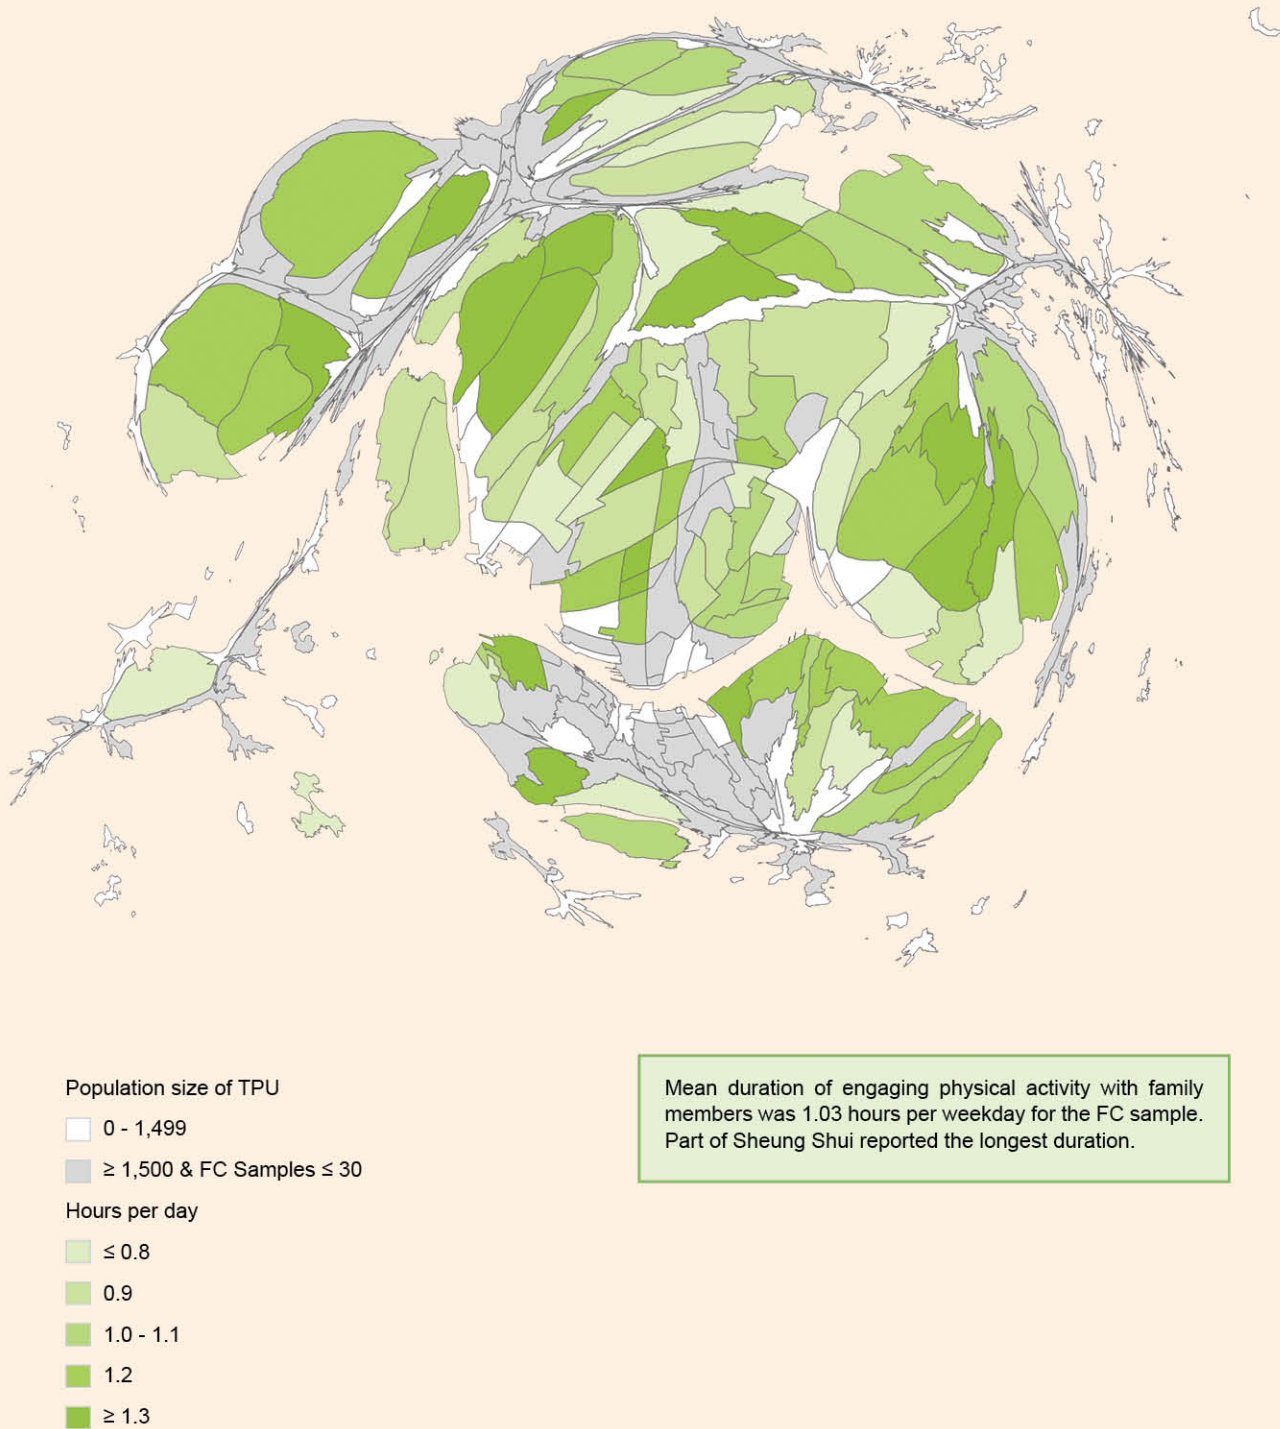 Population size of TPU
0 - 1,499
≥ 1,500 & FC Samples ≤ 30
Hours per day
≤ 0.8
0.9
1.0 - 1.1
1.2
≥ 1.3
Mean duration of engaging physical activity with family
members was 1.03 hours per weekday for the FC sample.
Part of Sheung Shui reported the longest duration.